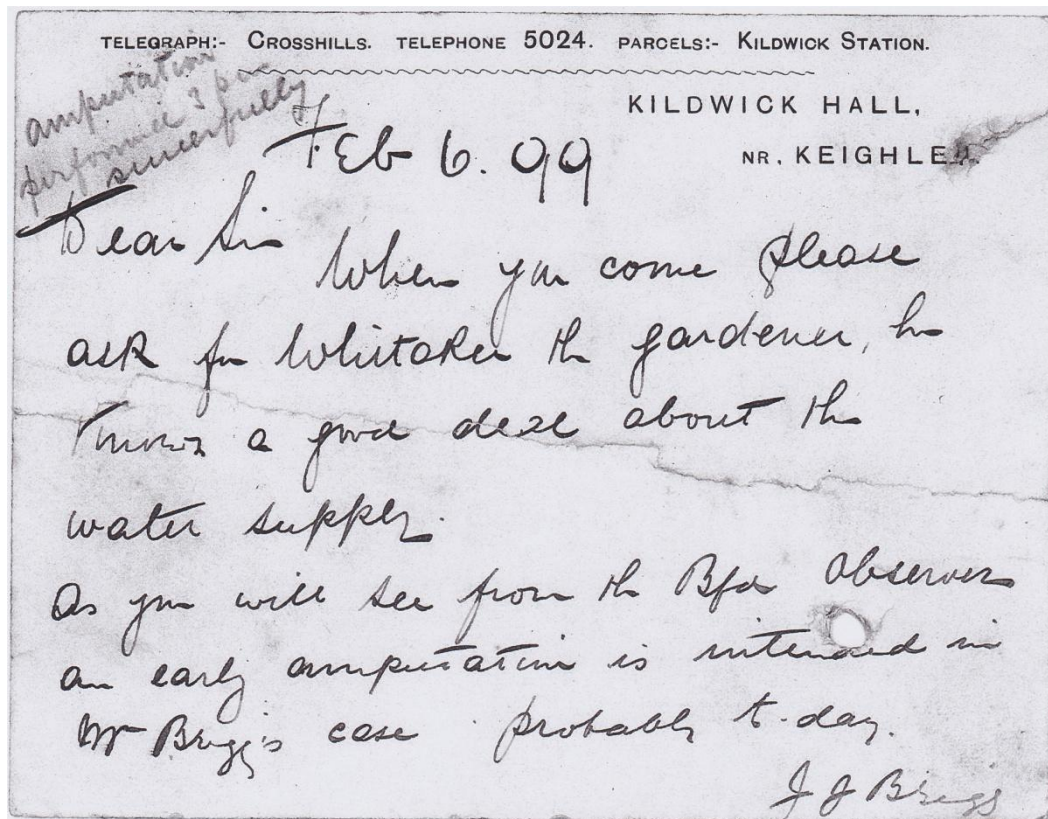 TELEGRAPH:- CROSSHILLS. TELEPHONE 5024. PARCELS:- KILDWICK STATION.
KILDWICK HALL,
NR, KEIGHLEY.
amputation
performed 3 pm
successfully
Feb 6. 99
Dear Sir When you come please
ask for Whitaker the gardener, he
knows a good deal about the
water supply.
As you will see from the Bfd Observer
an early amputation is intended in
Mr Briggs case probably to-day.
J J Briggs